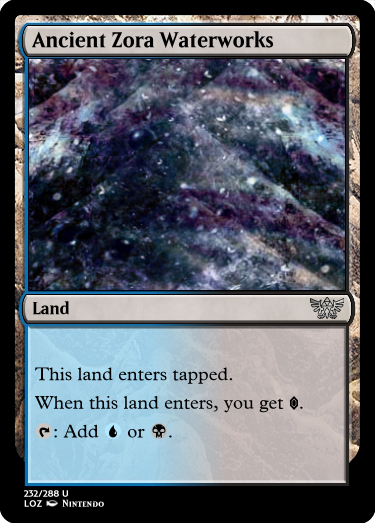 Ancient Zora Waterworks
Land
This land enters tapped.
When this land enters, you get .
: Add or .
232/288 U
LOZ Nintendo